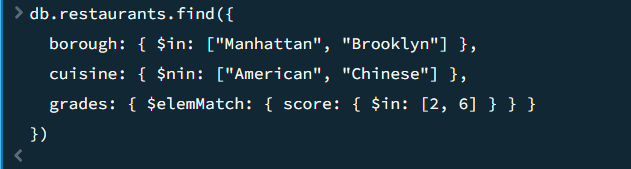 > db.restaurants.find({
borough: { $in: ["Manhattan", "Brooklyn"] },
cuisine: { $nin: ["American", "Chinese"] },
grades: { $elemMatch: { score: { $in: [2, 6] } } }
})
<